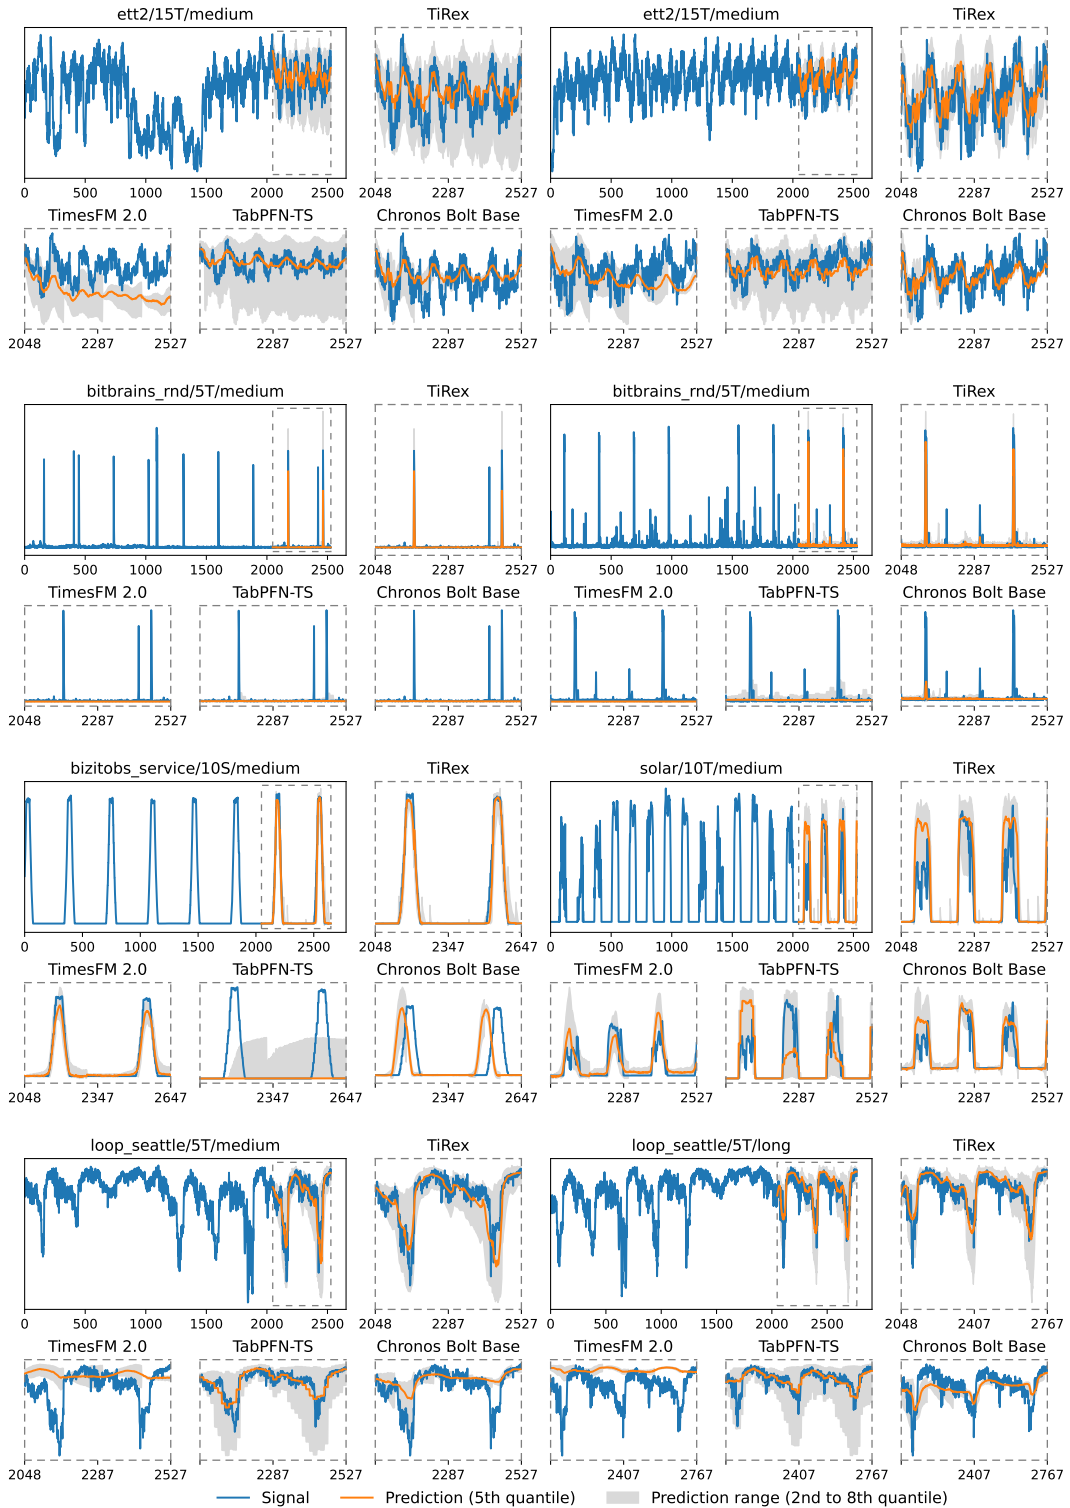 ett2/15T/medium TiRex ett2/15T/medium TiRex
0 500 1000 1500 2000 2500 2048 2287 2527 0 500 1000 1500 2000 2500 2048 2287 2527
TimesFM 2.0 TabPFN-TS Chronos Bolt Base TimesFM 2.0 TabPFN-TS Chronos Bolt Base
2048 2287 2527 2287 2527 2287 2527 2287 2527 2287 2527 2287 2527
bitbrains_rnd/5T/medium TiRex bitbrains_rnd/5T/medium TiRex
0 500 1000 1500 2000 2500 2048 2287 2527 0 500 1000 1500 2000 2500 2048 2287 2527
TimesFM 2.0 TabPFN-TS Chronos Bolt Base TimesFM 2.0 TabPFN-TS Chronos Bolt Base
2048 2287 2527 2287 2527 2287 2527 2287 2527 2287 2527 2287 2527
bizitobs_service/10S/medium TiRex solar/10T/medium TiRex
0 500 1000 1500 2000 2500 2048 2347 2647 0 500 1000 1500 2000 2500 2048 2287 2527
TimesFM 2.0 TabPFN-TS Chronos Bolt Base TimesFM 2.0 TabPFN-TS Chronos Bolt Base
2048 2347 2647 2347 2647 2347 2647 2287 2527 2287 2527 2287 2527
loop_seattle/5T/medium TiRex loop_seattle/5T/long TiRex
0 500 1000 1500 2000 2500 2048 2287 2527 0 500 1000 1500 2000 2500 2048 2407 2767
TimesFM 2.0 TabPFN-TS Chronos Bolt Base TimesFM 2.0 TabPFN-TS Chronos Bolt Base
2048 2287 2527 2287 2527 2287 2527 2407 2767 2407 2767 2407 2767
Signal Prediction (5th quantile) Prediction range (2nd to 8th quantile)